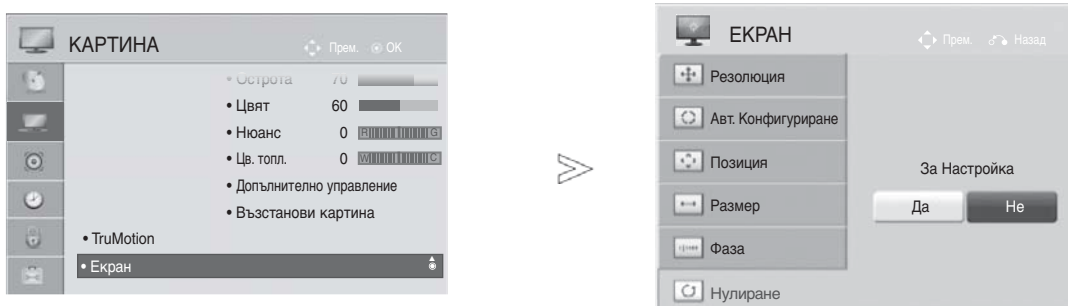 КАРТИНА
Прем. OK
• Острота 70
• Цвят 60
• Нюанс 0 R G
• Цв. топл. 0 W C
• Допълнително управление
• Възстанови картина
• TruMotion
• Екран
ЕКРАН
Прем. Назад
Резолюция
Авт. Конфигуриране
Позиция
Размер
Фаза
Нулиране
За Настройка
Да Не